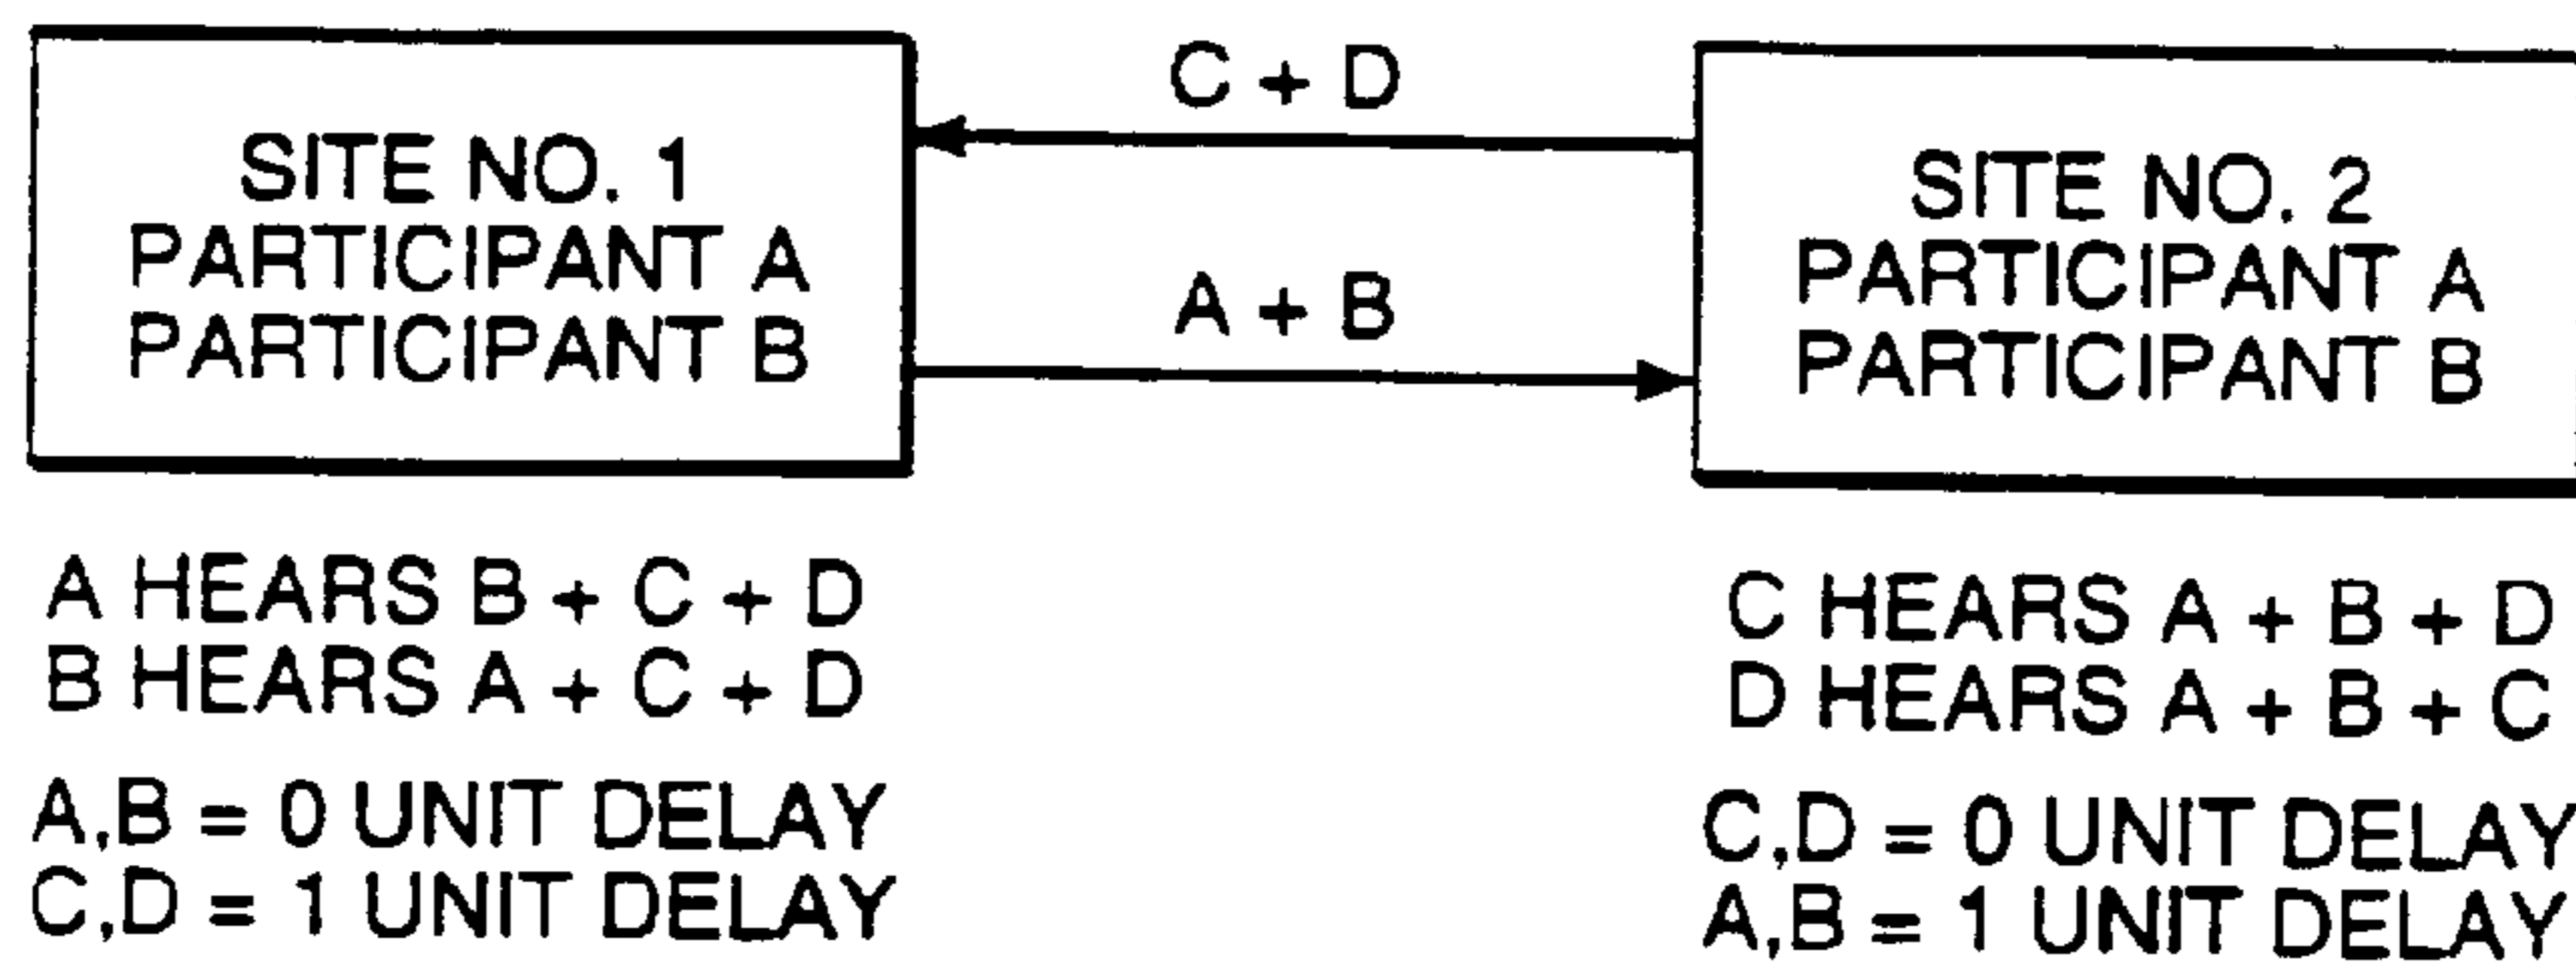 SITE NO. 1
PARTICIPANT A
PARTICIPANT B
C + D
A + B
SITE NO. 2
PARTICIPANT A
PARTICIPANT B
A HEARS B + C + D
B HEARS A + C + D
A,B = 0 UNIT DELAY
C,D = 1 UNIT DELAY
C HEARS A + B + D
D HEARS A + B + C
C,D = 0 UNIT DELAY
A,B = 1 UNIT DELAY